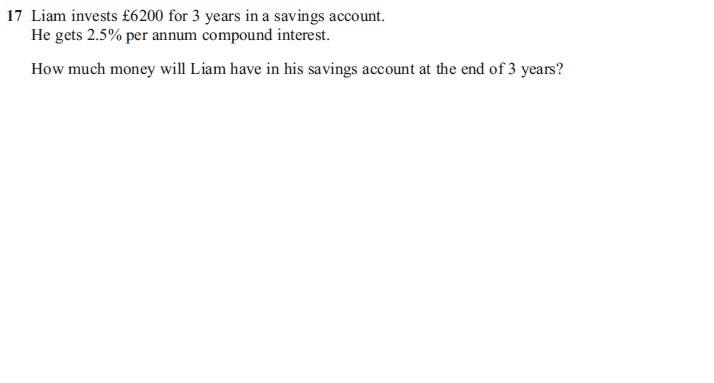 17 Liam invests £6200 for 3 years in a savings account.
He gets 2.5% per annum compound interest.
How much money will Liam have in his savings account at the end of 3 years?